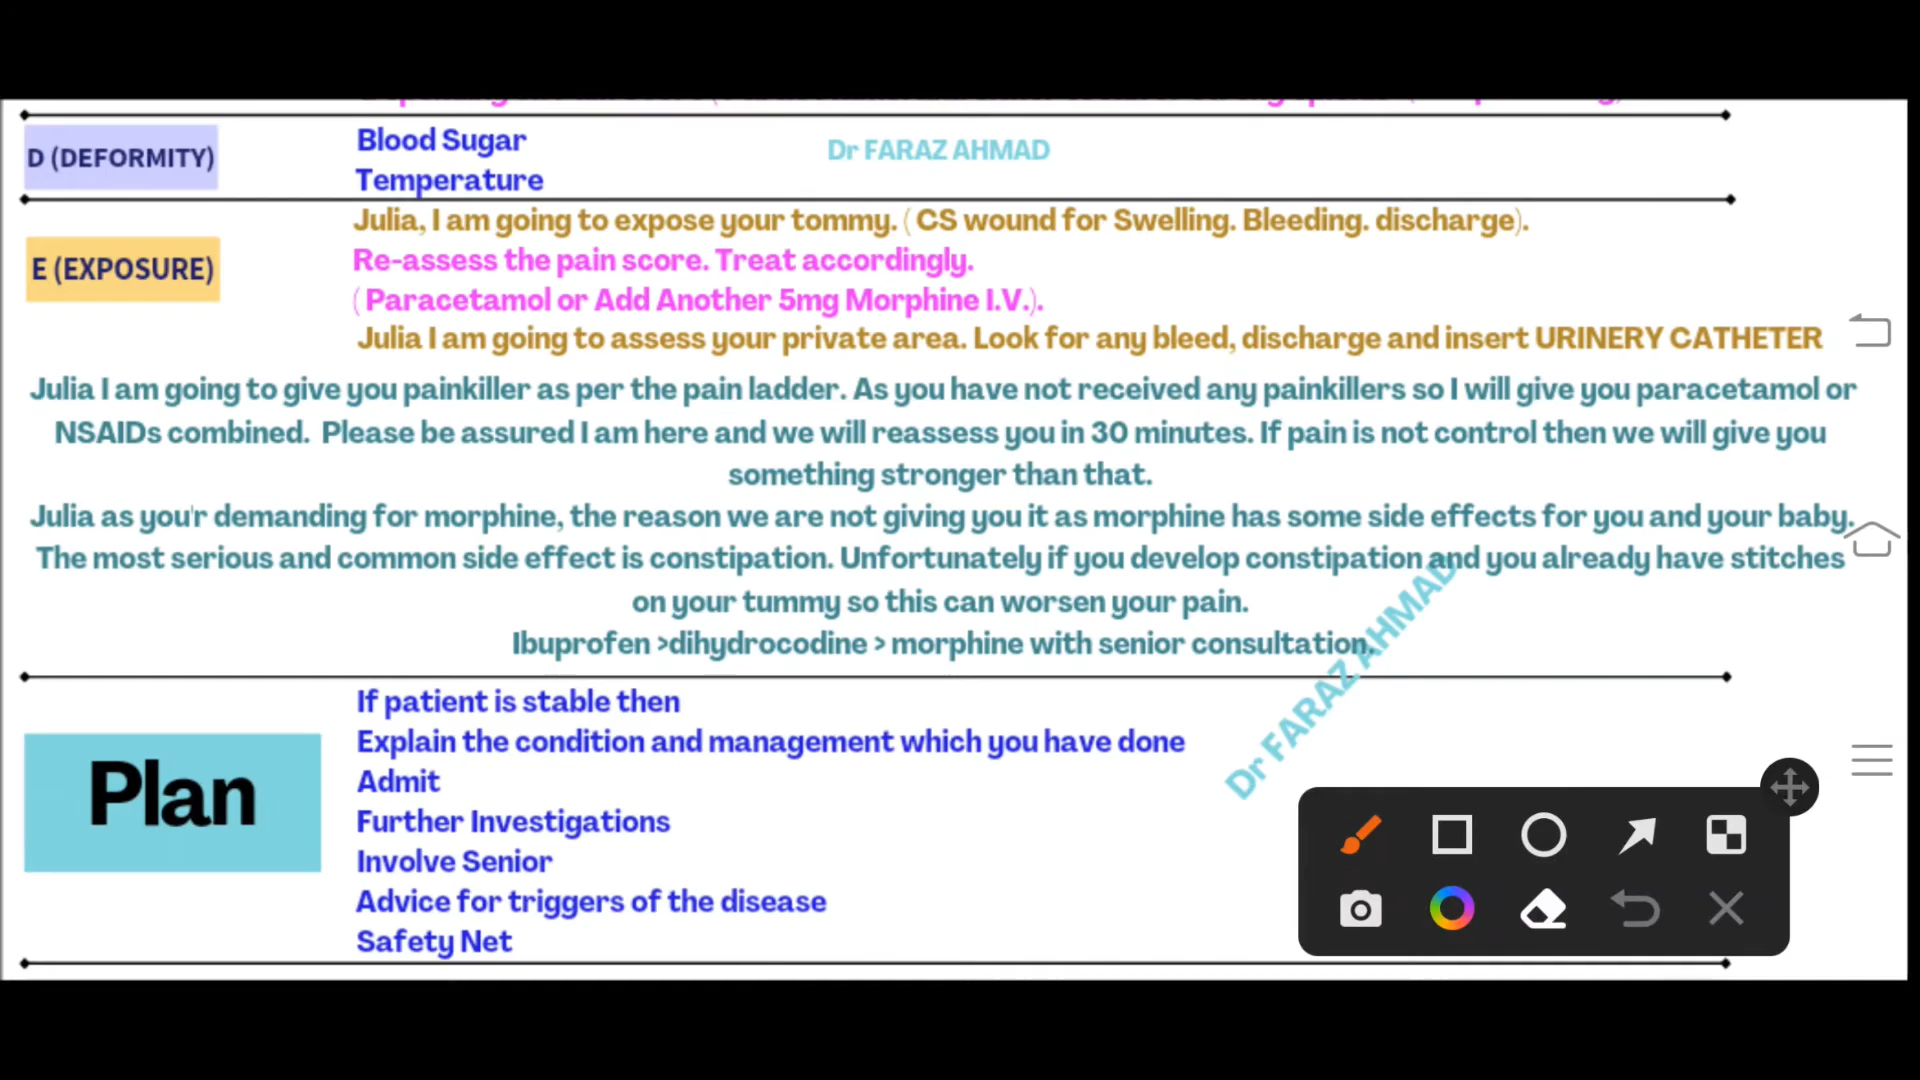 D (DEFORMITY)
Blood Sugar
Temperature
Dr FARAZ AHMAD
E (EXPOSURE)
Julia, I am going to expose your tommy. ( CS wound for Swelling. Bleeding. discharge).
Re-assess the pain score. Treat accordingly.
( Paracetamol or Add Another 5mg Morphine I.V.).
Julia I am going to assess your private area. Look for any bleed, discharge and insert URINERY CATHETER
Julia I am going to give you painkiller as per the pain ladder. As you have not received any painkillers so I will give you paracetamol or
NSAIDs combined. Please be assured I am here and we will reassess you in 30 minutes. If pain is not control then we will give you
something stronger than that.
Julia as you'r demanding for morphine, the reason we are not giving you it as morphine has some side effects for you and your baby.
The most serious and common side effect is constipation. Unfortunately if you develop constipation and you already have stitches
on your tummy so this can worsen your pain.
Ibuprofen >dihydrocodine > morphine with senior consultation.
Dr FARAZ AHMAD
Plan
If patient is stable then
Explain the condition and management which you have done
Admit
Further Investigations
Involve Senior
Advice for triggers of the disease
Safety Net